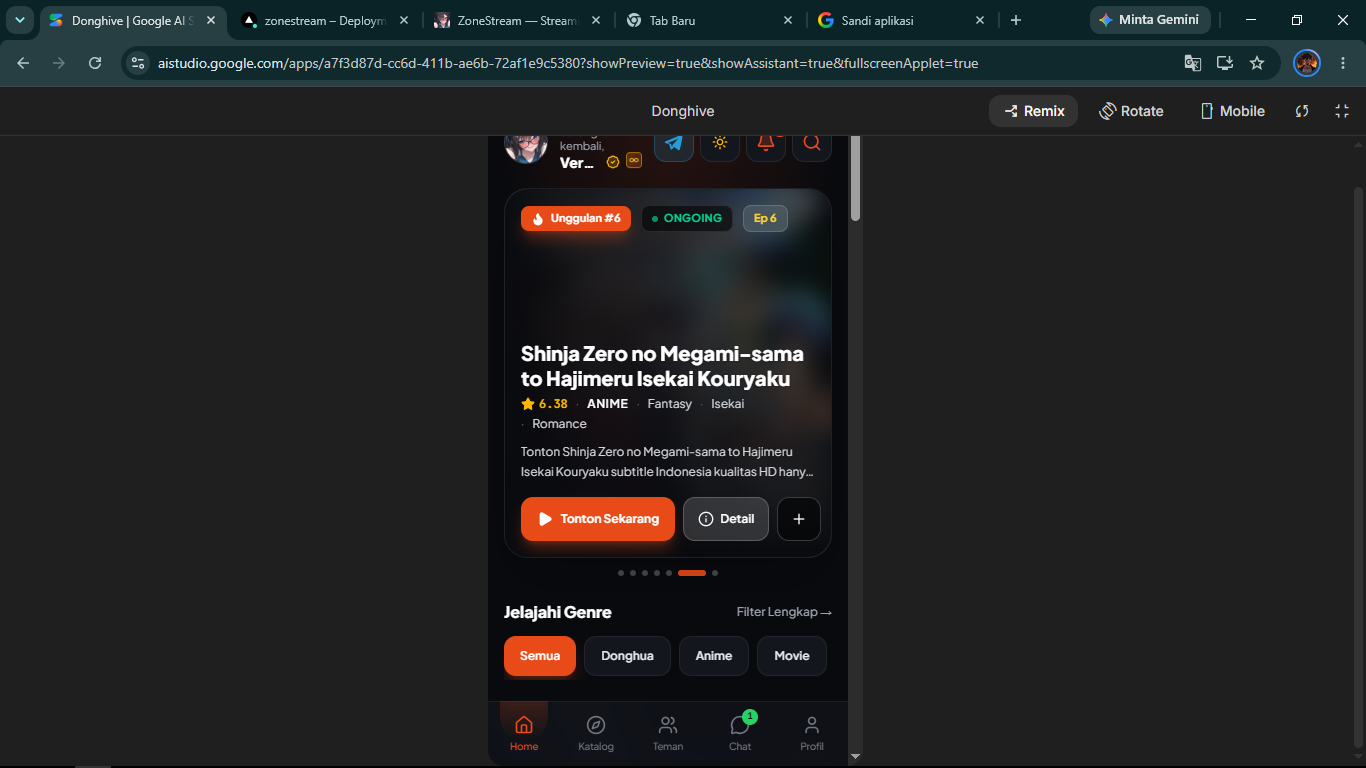 Donghive | Google AI S
zonestream – Deploym
ZoneStream — Stream
Tab Baru
Sandi aplikasi
Minta Gemini
aistudio.google.com/apps/a7f3d87d-cc6d-411b-ae6b-72af1e9c5380?showPreview=true&showAssistant=true&fullscreenApplet=true
Donghive
Remix
Rotate
Mobile
kembali,
Ver...
Unggulan #6
ONGOING
Ep 6
Shinja Zero no Megami-sama
to Hajimeru Isekai Kouryaku
6.38 · ANIME · Fantasy · Isekai
· Romance
Tonton Shinja Zero no Megami-sama to Hajimeru
Isekai Kouryaku subtitle Indonesia kualitas HD hany...
Tonton Sekarang
Detail
Jelajahi Genre
Filter Lengkap →
Semua
Donghua
Anime
Movie
1
Home
Katalog
Teman
Chat
Profil